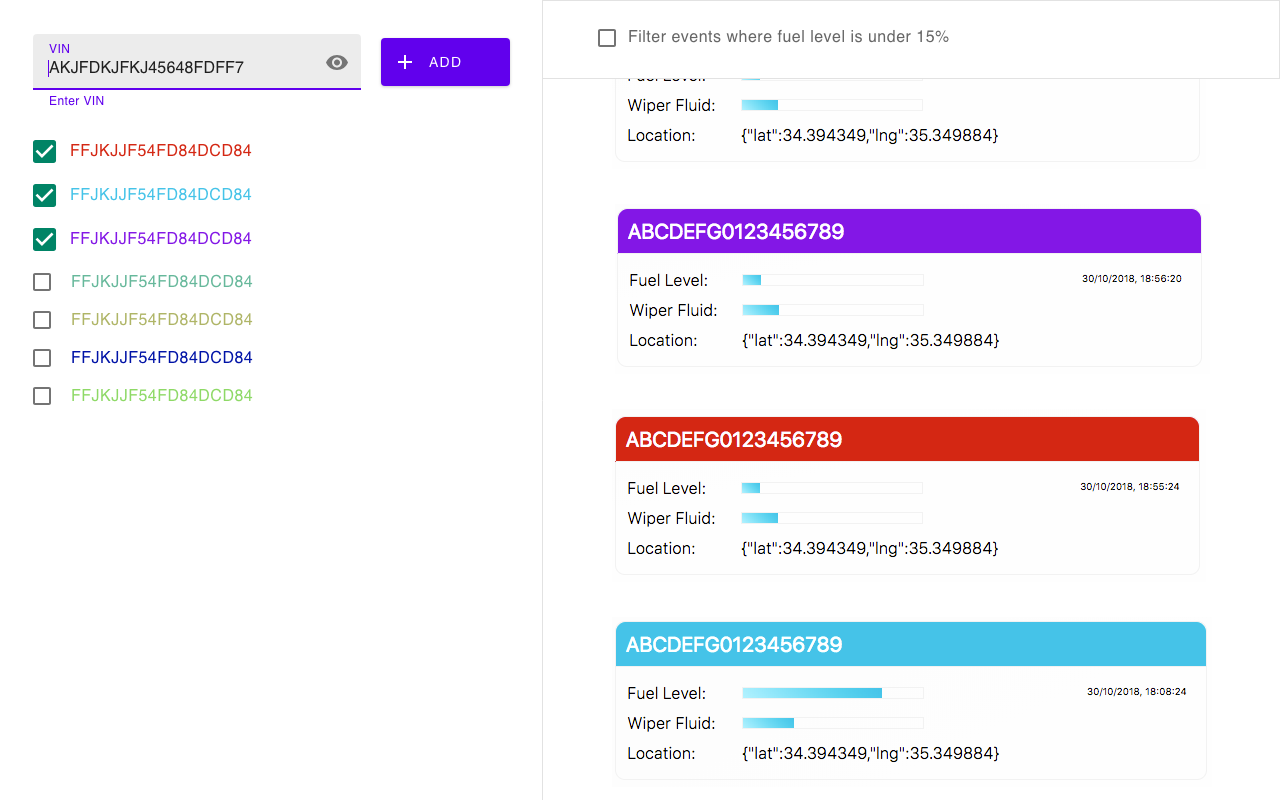 VIN
AKJFDKJFKJ45648FDFF7
ADD
Enter VIN
FFJKJJF54FD84DCD84
FFJKJJF54FD84DCD84
FFJKJJF54FD84DCD84
FFJKJJF54FD84DCD84
FFJKJJF54FD84DCD84
FFJKJJF54FD84DCD84
FFJKJJF54FD84DCD84
Filter events where fuel level is under 15%
Fuel Level:
Wiper Fluid:
Location: {"lat":34.394349,"lng":35.349884}
ABCDEFG0123456789
Fuel Level: 30/10/2018, 18:56:20
Wiper Fluid:
Location: {"lat":34.394349,"lng":35.349884}
ABCDEFG0123456789
Fuel Level: 30/10/2018, 18:55:24
Wiper Fluid:
Location: {"lat":34.394349,"lng":35.349884}
ABCDEFG0123456789
Fuel Level: 30/10/2018, 18:08:24
Wiper Fluid:
Location: {"lat":34.394349,"lng":35.349884}